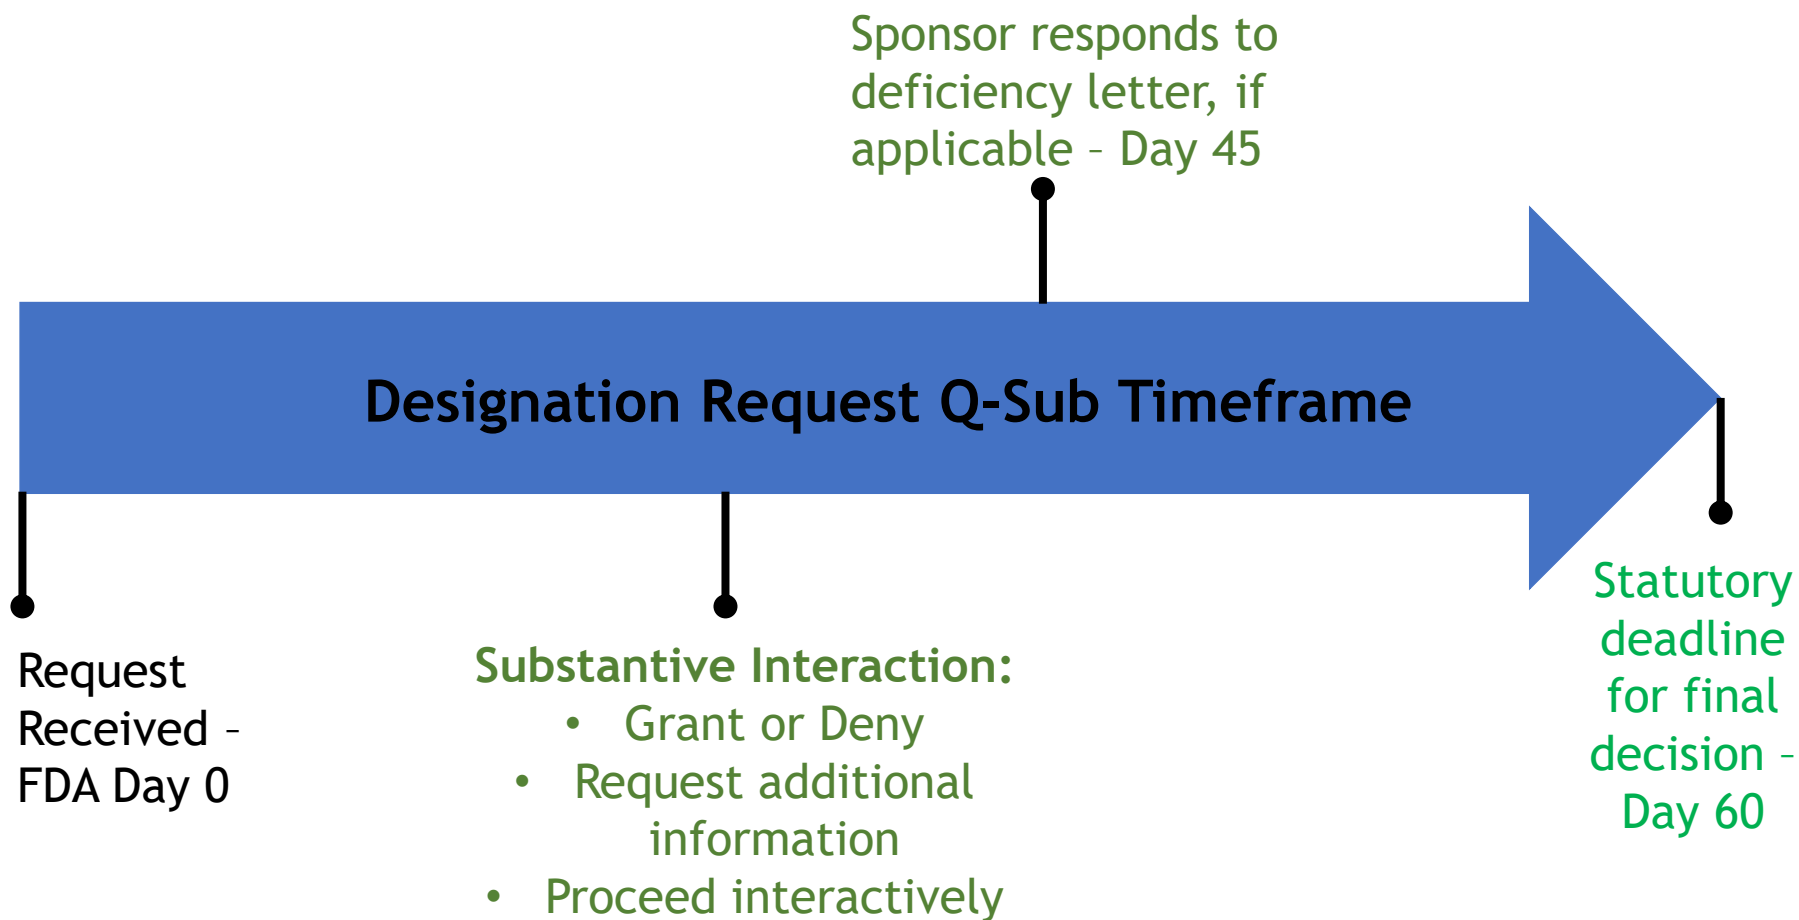 Sponsor responds to
deficiency letter, if
applicable – Day 45
Designation Request Q-Sub Timeframe
Request
Received –
FDA Day 0
Substantive Interaction:
• Grant or Deny
• Request additional
information
• Proceed interactively
Statutory
deadline
for final
decision –
Day 60